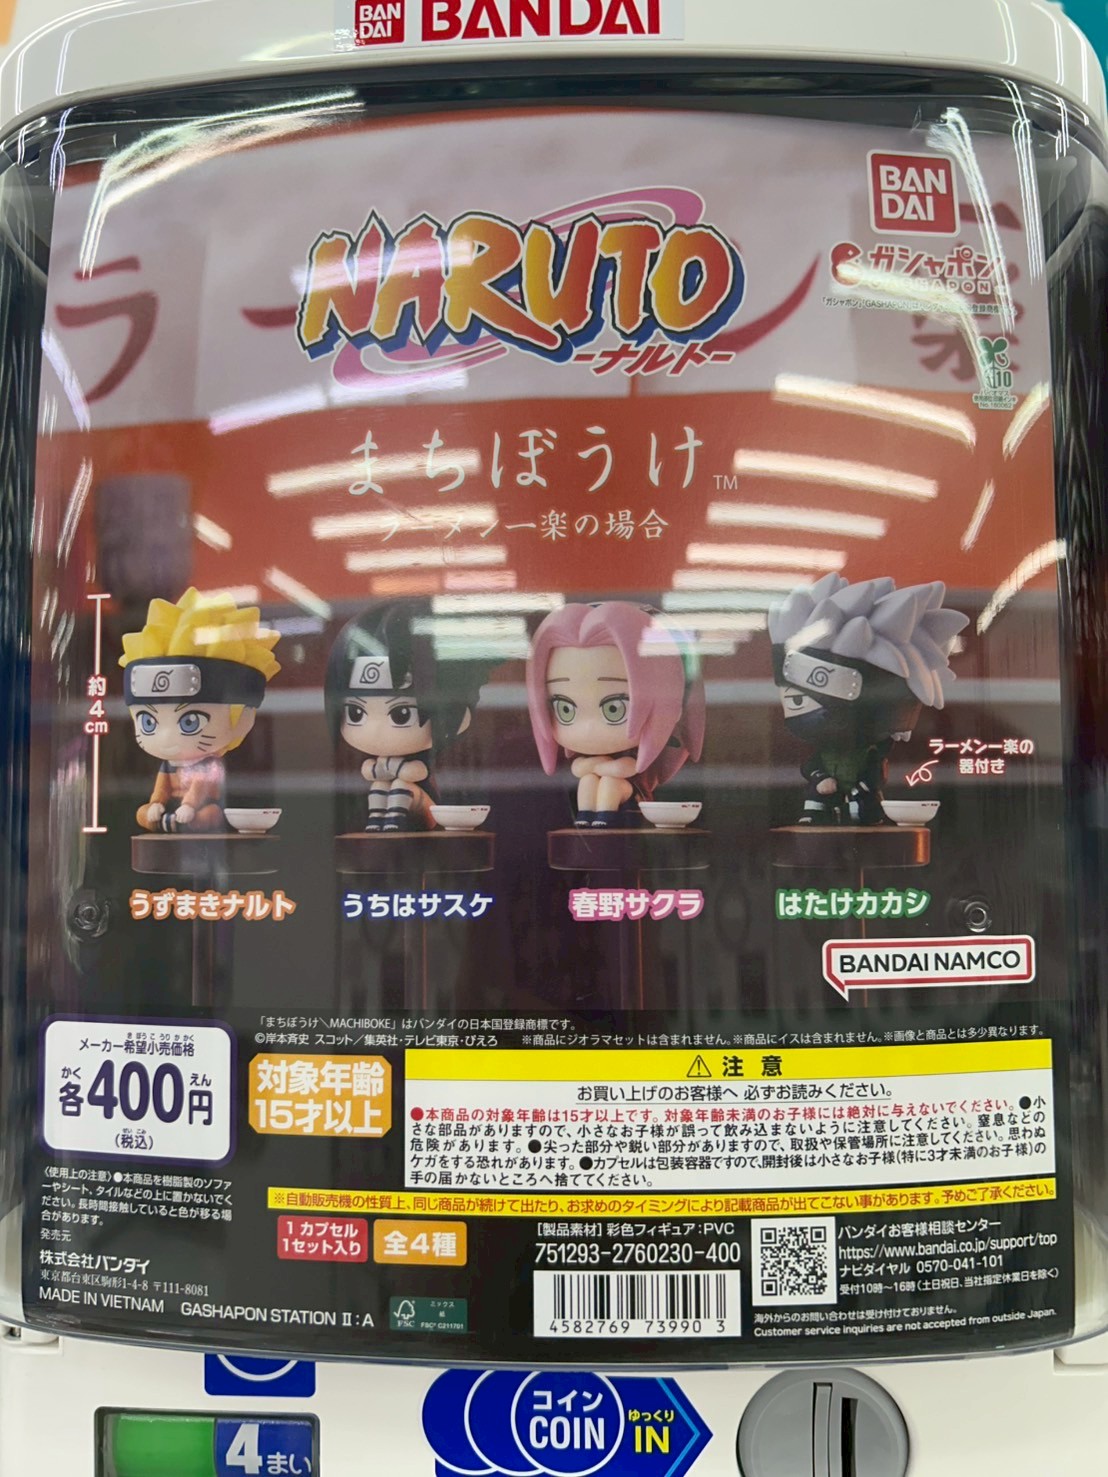 BAN
DAI
BANDAI
BAN
DAI
ガシャポン
NARUTO
-ナルト-
まちぼうけ™
ラーメン一楽の場合
約4cm
ラーメン一楽の
器付き
うずまきナルト
うちはサスケ
春野サクラ
はたけカカシ
BANDAI NAMCO
「まちぼうけ＼MACHIBOKE」はバンダイの日本国登録商標です。
©岸本斉史 スコット／集英社・テレビ東京・ぴえろ ※商品にジオラマセットは含まれません。※商品にイスは含まれません。※画像と商品とは多少異なります。
メーカー希望小売価格
各400円
(税込)
対象年齢
15才以上
⚠注意
お買い上げのお客様へ 必ずお読みください。
●本商品の対象年齢は15才以上です。対象年齢未満のお子様には絶対に与えないでください。●小
さな部品がありますので、小さなお子様が誤って飲み込まないように注意してください。窒息などの
危険があります。●尖った部分や鋭い部分がありますので、取扱や保管場所に注意してください。思わぬ
ケガをする恐れがあります。●カプセルは包装容器ですので、開封後は小さなお子様(特に3才未満のお子様)の
手の届かないところへ捨ててください。
※自動販売機の性質上、同じ商品が続けて出たり、お求めのタイミングにより記載商品が出てこない事があります。予めご了承ください。
〈使用上の注意〉●本商品を樹脂製のソファ
ーやシート、タイルなどの上に置かないでく
ださい。長時間接触していると色が移る場
合があります。
発売元
株式会社バンダイ
東京都台東区駒形1-4-8 〒111-8081
MADE IN VIETNAM GASHAPON STATION Ⅱ:A
FSC
ミックス
紙
FSC® C211701
1カプセル
1セット入り
全4種
[製品素材] 彩色フィギュア:PVC
751293-2760230-400
4582769 73990 3
バンダイお客様相談センター
https://www.bandai.co.jp/support/top
ナビダイヤル 0570-041-101
受付10時～16時(土日祝日、当社指定休業日を除く)
海外からのお問い合わせは受け付けておりません。
Customer service inquiries are not accepted from outside Japan.
4まい
コイン
COIN
ゆっくり
IN